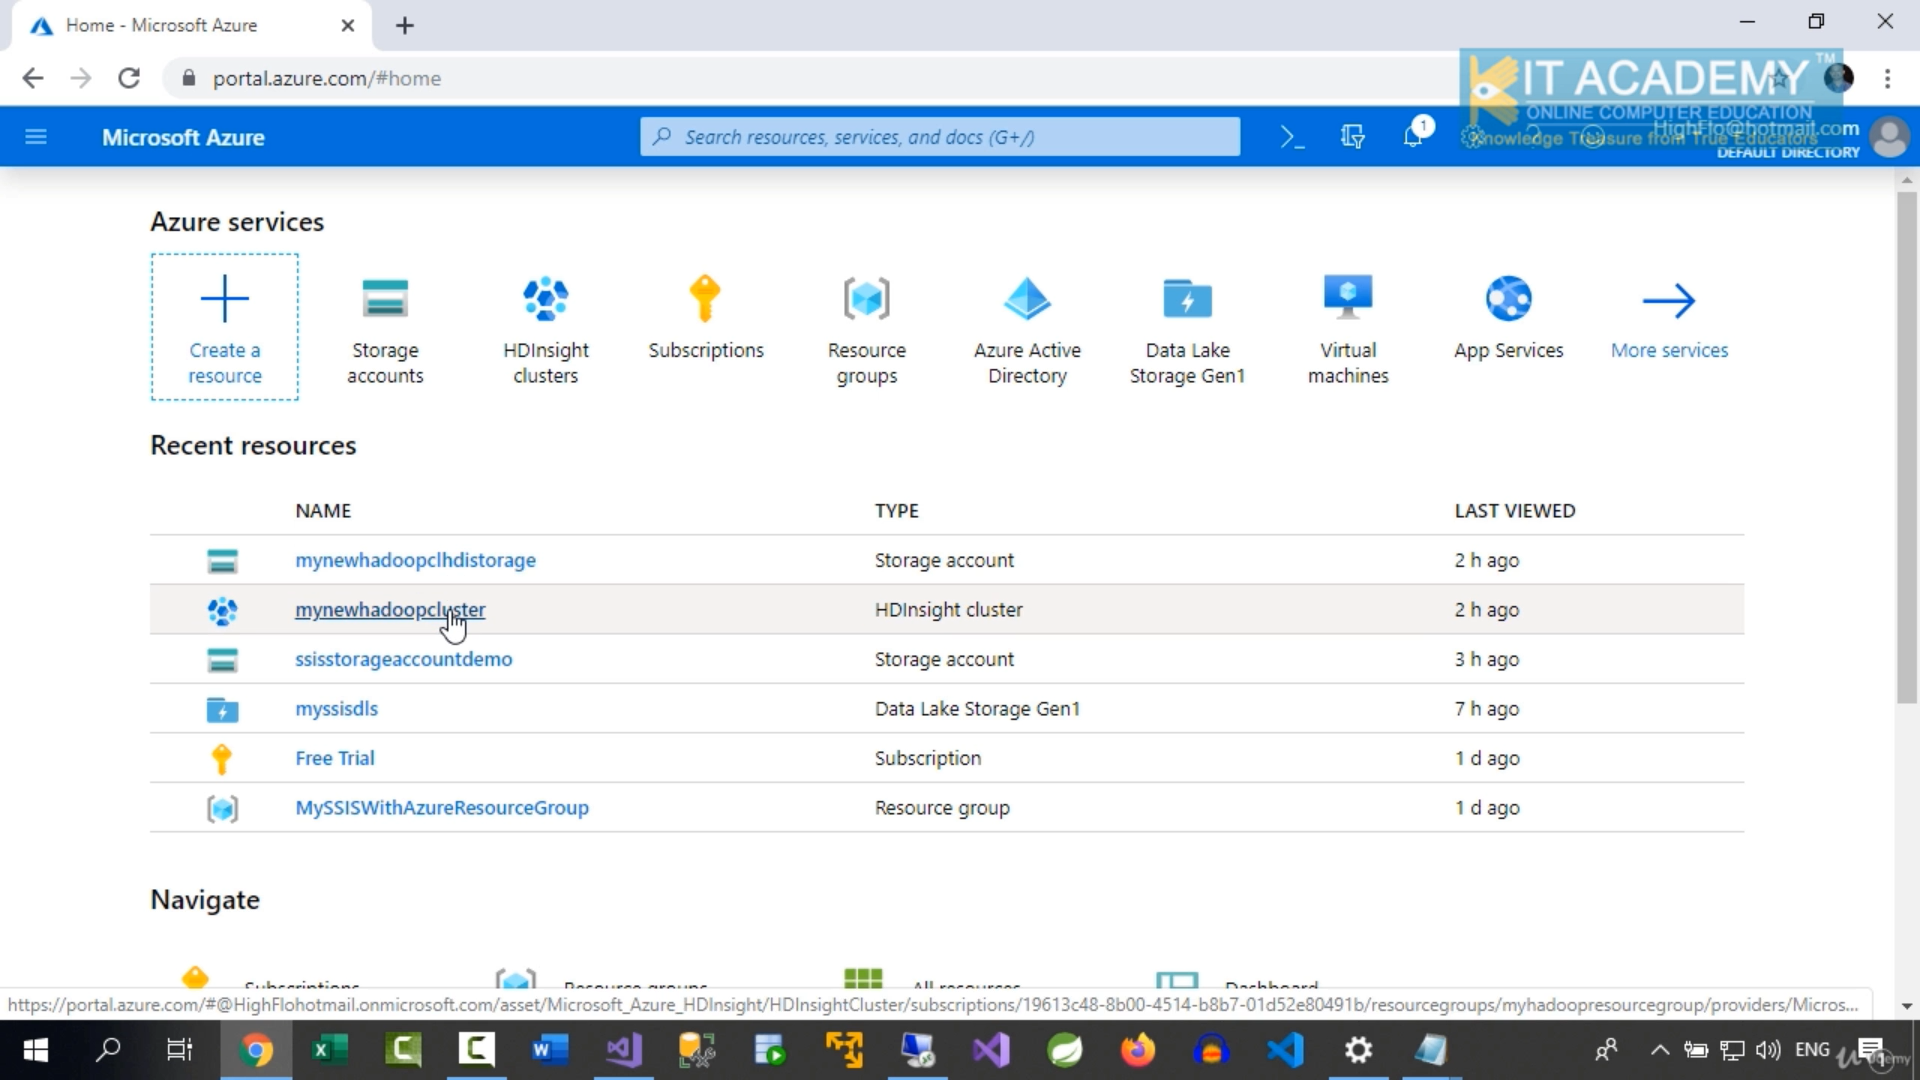 Home - Microsoft Azure
portal.azure.com/#home
IT ACADEMY™
ONLINE COMPUTER EDUCATION
Knowledge Treasure from True Educators
Microsoft Azure
Search resources, services, and docs (G+/)
1
HighFlo@hotmail.com
DEFAULT DIRECTORY
Azure services
Create a resource
Storage accounts
HDInsight clusters
Subscriptions
Resource groups
Azure Active Directory
Data Lake Storage Gen1
Virtual machines
App Services
More services
Recent resources
NAME TYPE LAST VIEWED
mynewhadoopclhdistorage Storage account 2 h ago
mynewhadoopcluster HDInsight cluster 2 h ago
ssisstorageaccountdemo Storage account 3 h ago
myssisdls Data Lake Storage Gen1 7 h ago
Free Trial Subscription 1 d ago
MySSISWithAzureResourceGroup Resource group 1 d ago
Navigate
Subscriptions Resource groups All resources Dashboard
https://portal.azure.com/#@HighFlohotmail.onmicrosoft.com/asset/Microsoft_Azure_HDInsight/HDInsightCluster/subscriptions/19613c48-8b00-4514-b8b7-01d52e80491b/resourcegroups/myhadoopresourcegroup/providers/Micros...
ENG
Udemy